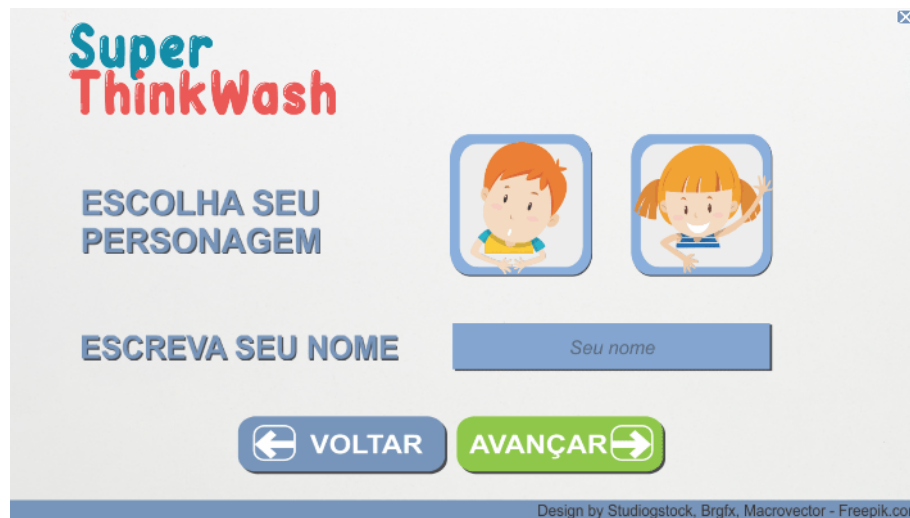 Super
ThinkWash
ESCOLHA SEU
PERSONAGEM
ESCREVA SEU NOME
Seu nome
VOLTAR
AVANÇAR
Design by Studiogstock, Brgfx, Macrovector - Freepik.co